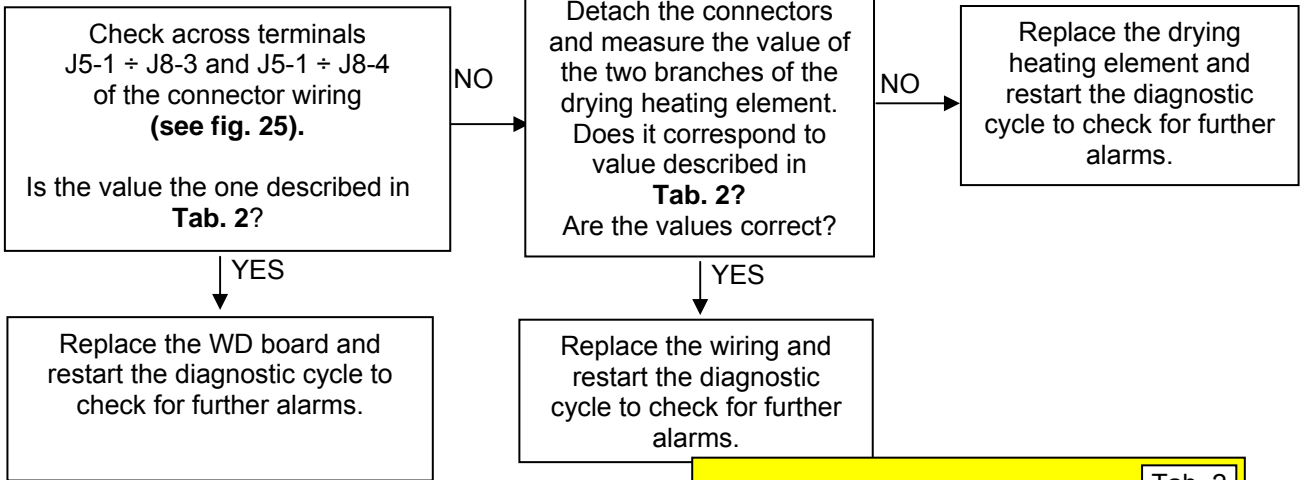 Check across terminals
J5-1 ÷ J8-3 and J5-1 ÷ J8-4
of the connector wiring
(see fig. 25).
Is the value the one described in
Tab. 2?
NO
Detach the connectors
and measure the value of
the two branches of the
drying heating element.
Does it correspond to
value described in
Tab. 2?
Are the values correct?
NO
Replace the drying
heating element and
restart the diagnostic
cycle to check for further
alarms.
YES
Replace the WD board and
restart the diagnostic cycle to
check for further alarms.
YES
Replace the wiring and
restart the diagnostic
cycle to check for further
alarms.
Tab. 2